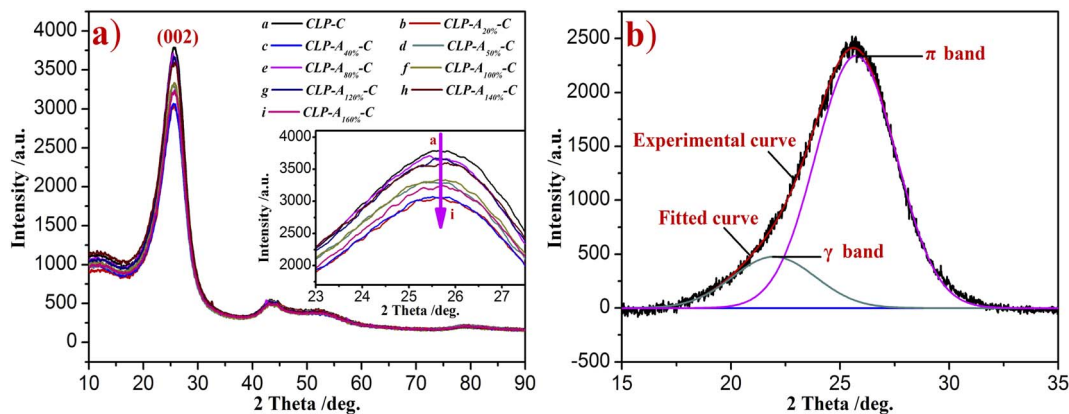 a)
(002)
a CLP-C
b CLP-A20%-C
c CLP-A40%-C
d CLP-A50%-C
e CLP-A80%-C
f CLP-A100%-C
g CLP-A120%-C
h CLP-A140%-C
i CLP-A160%-C
4000
3500
3000
2500
2000
1500
1000
500
0
Intensity /a.u.
10 20 30 40 50 60 70 80 90
2 Theta /deg.
4000
3500
3000
2500
2000
Intensity /a.u.
a
i
23 24 25 26 27
2 Theta /deg.
b)
2500
2000
1500
1000
500
0
-500
Intensity /a.u.
π band
Experimental curve
Fitted curve
γ band
15 20 25 30 35
2 Theta /deg.